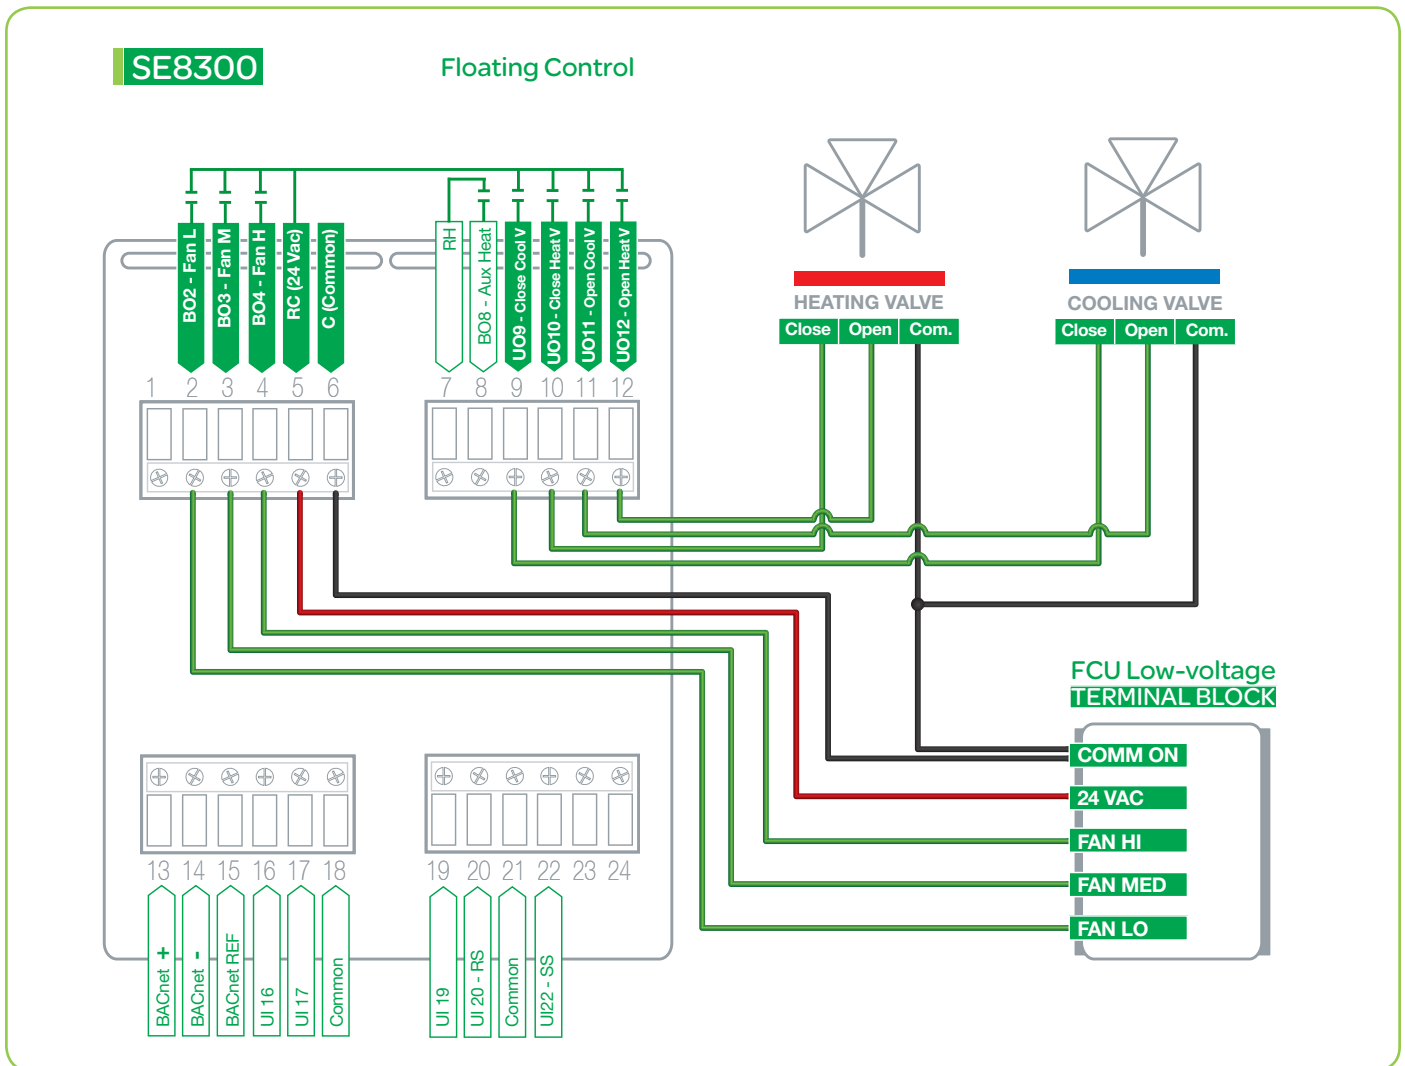 SE8300
Floating Control
BO2 - Fan L
BO3 - Fan M
BO4 - Fan H
RC (24 Vac)
C (Common)
RH
BO8 - Aux Heat
UO9 - Close Cool V
UO10 - Close Heat V
UO11 - Open Cool V
UO12 - Open Heat V
1 2 3 4 5 6
7 8 9 10 11 12
HEATING VALVE
Close Open Com.
COOLING VALVE
Close Open Com.
FCU Low-voltage
TERMINAL BLOCK
COMM ON
24 VAC
FAN HI
FAN MED
FAN LO
13 14 15 16 17 18
19 20 21 22 23 24
BACnet +
BACnet -
BACnet REF
UI 16
UI 17
Common
UI 19
UI 20 - RS
Common
UI22 - SS